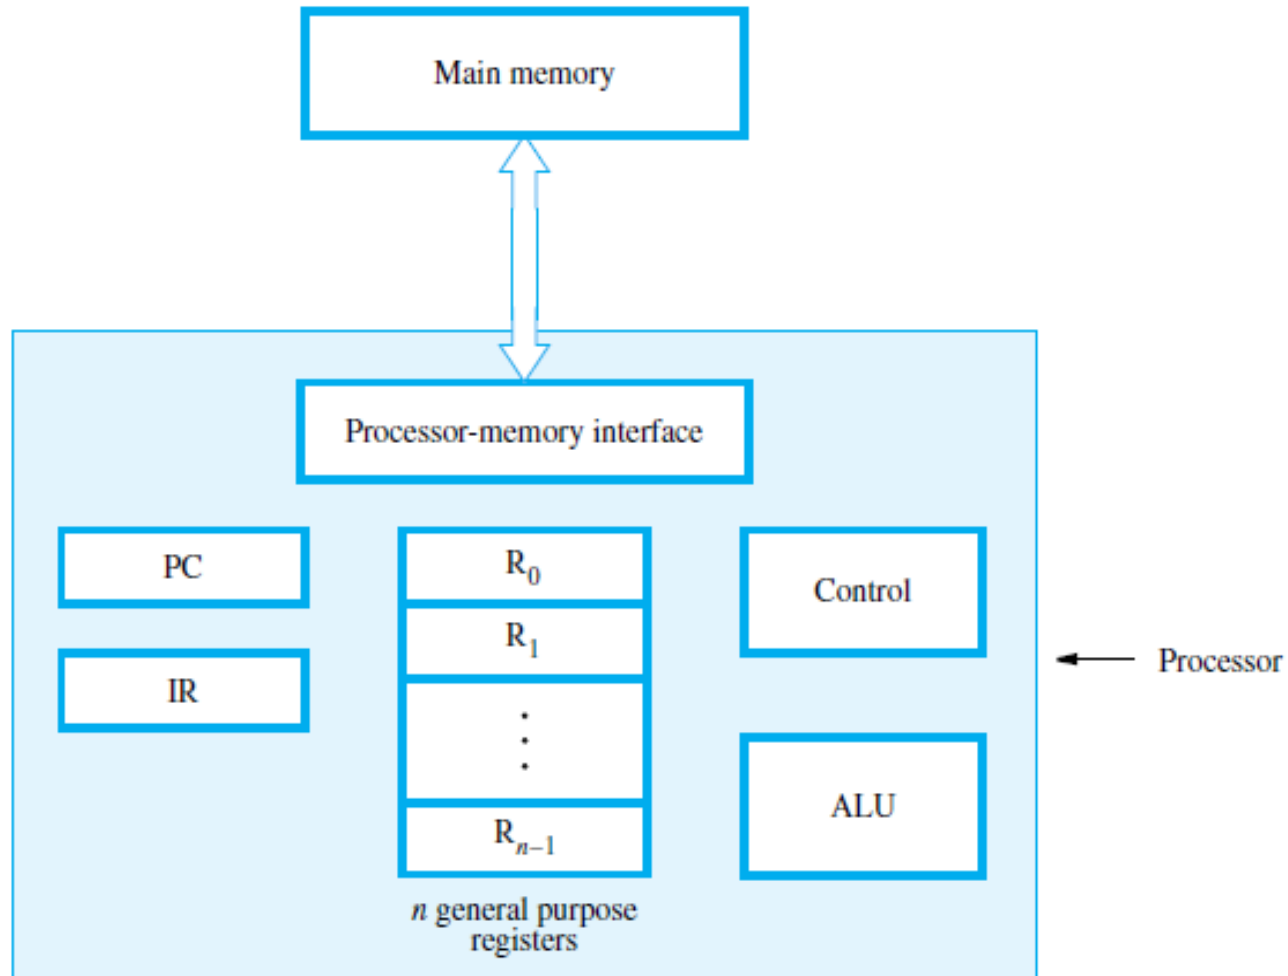 Main memory
Processor-memory interface
PC
IR
R0
R1
Rn–1
n general purpose
registers
Control
ALU
Processor